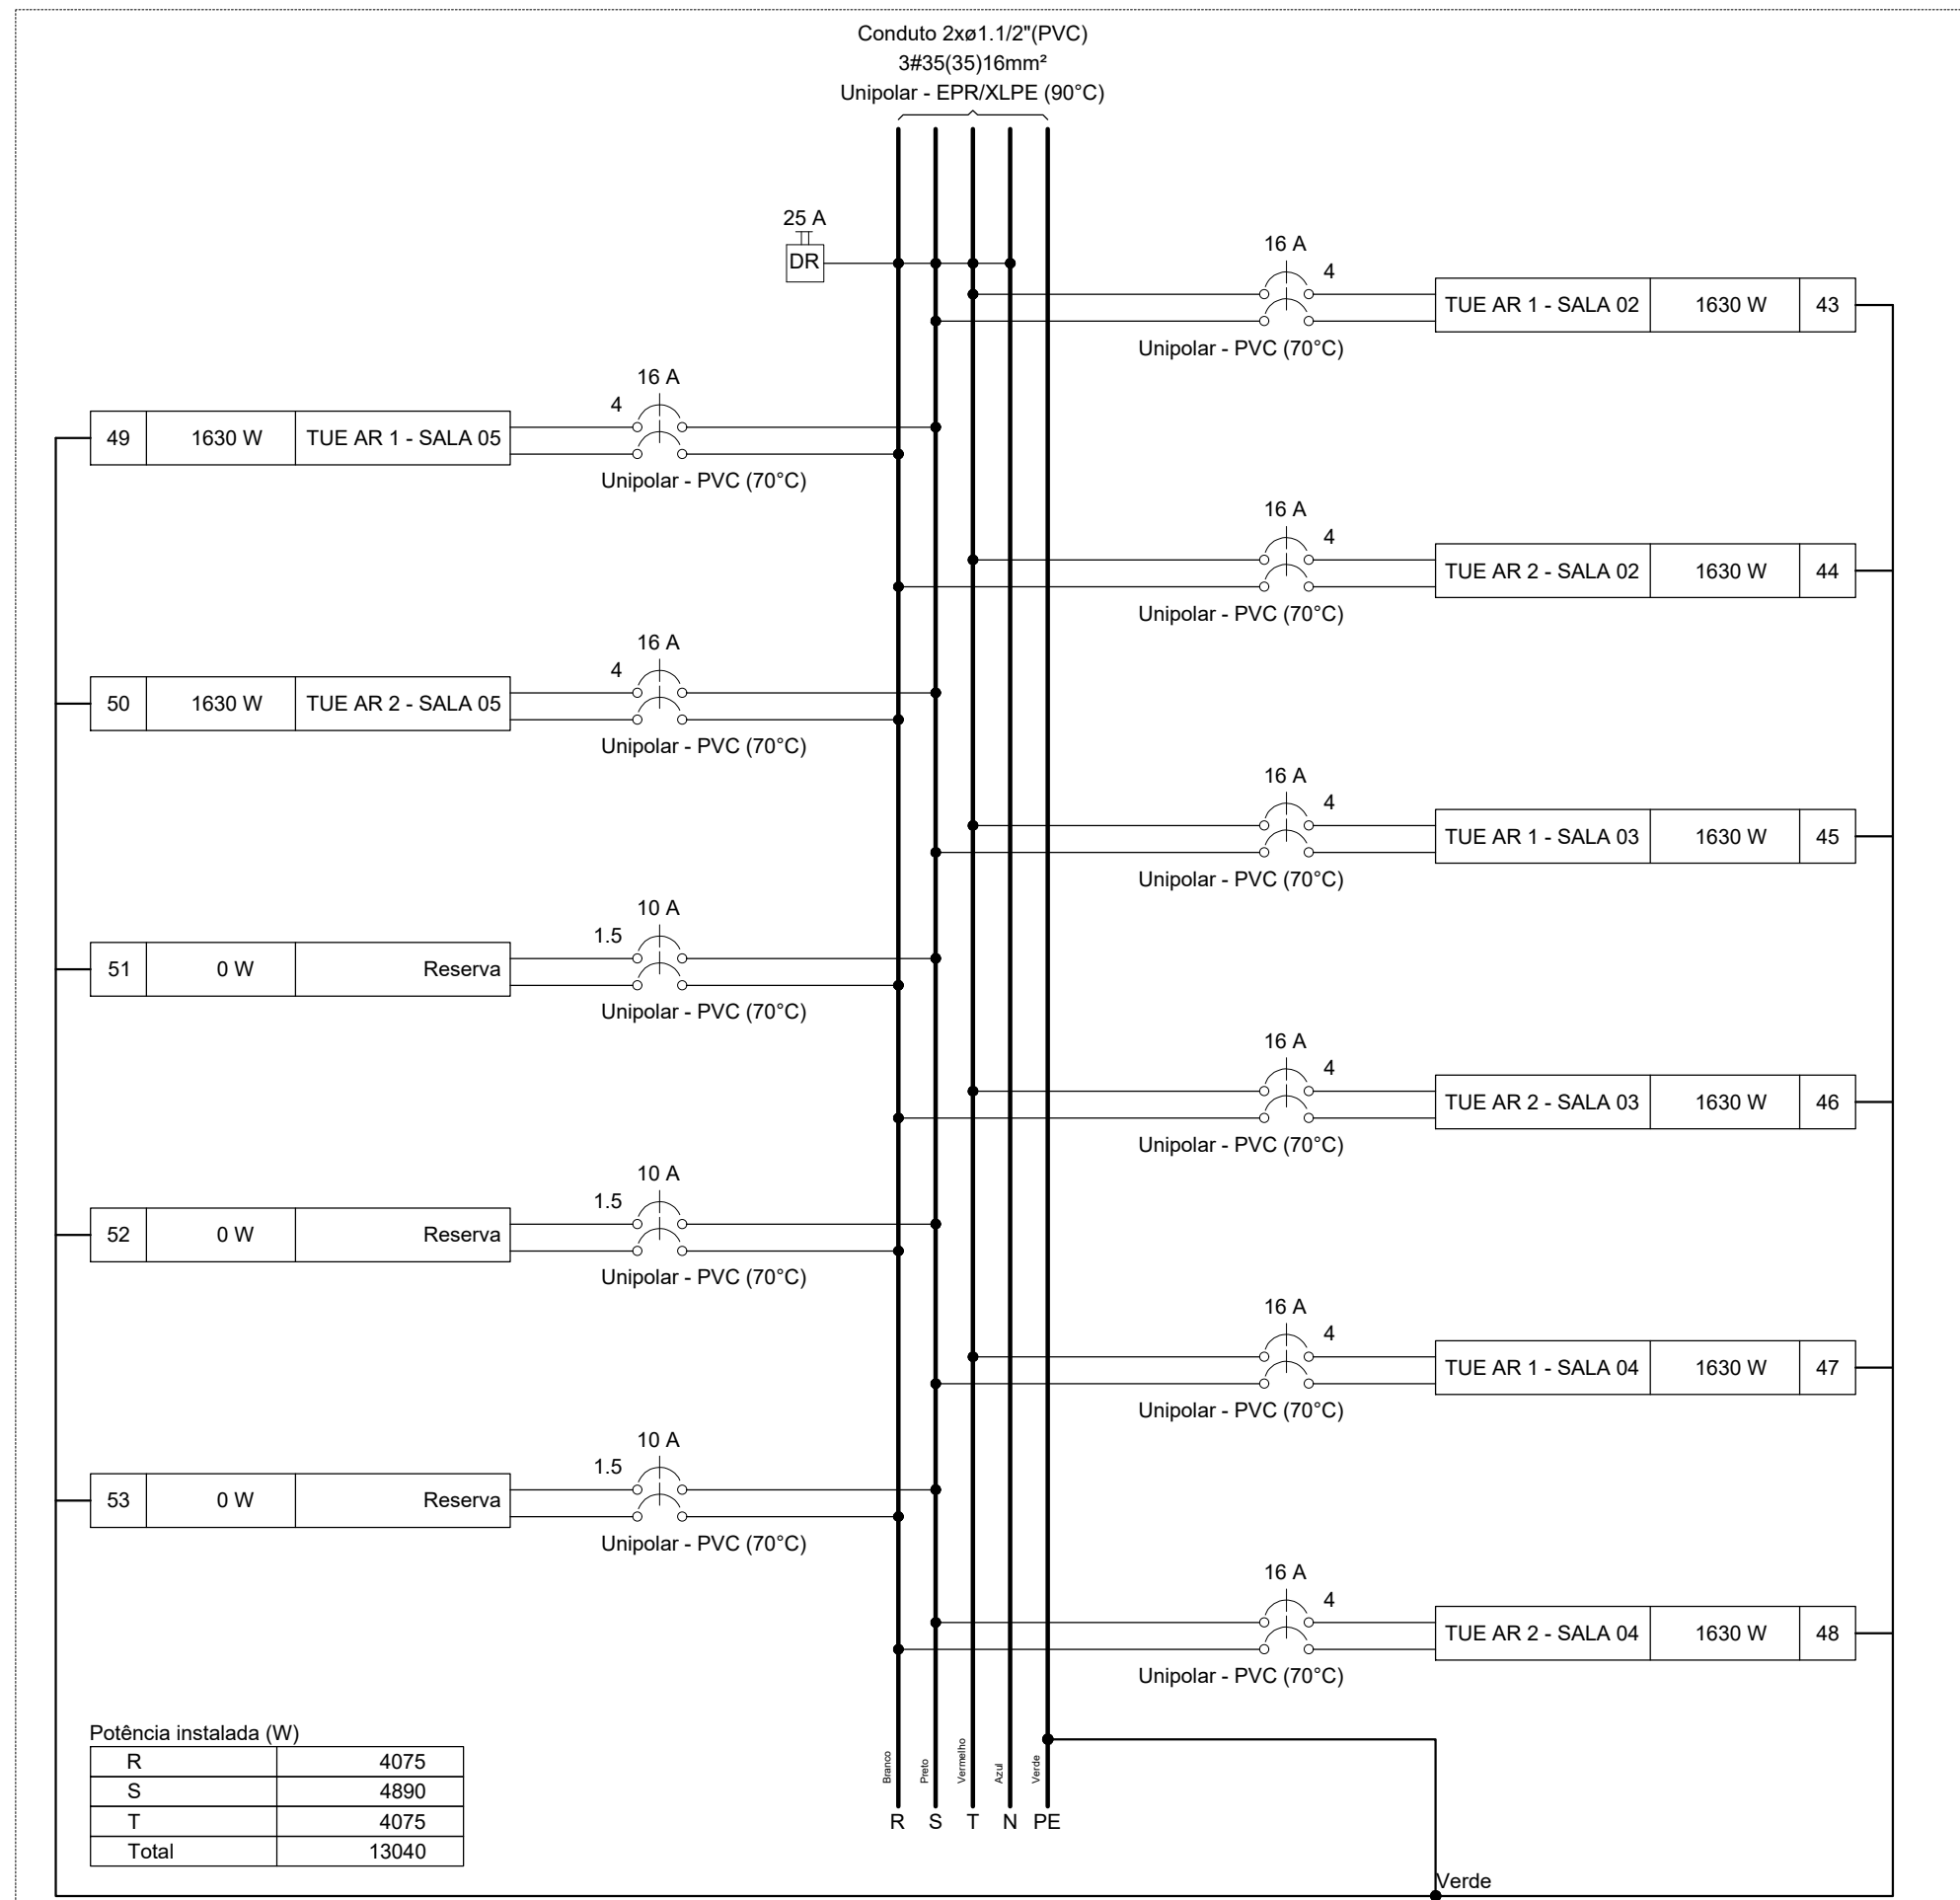 Conduto 2xø1.1/2"(PVC)
3#35(35)16mm²
Unipolar - EPR/XLPE (90°C)
25 A
DR
16 A
4
TUE AR 1 - SALA 02 1630 W 43
Unipolar - PVC (70°C)
16 A
4
49 1630 W TUE AR 1 - SALA 05
Unipolar - PVC (70°C)
16 A
4
TUE AR 2 - SALA 02 1630 W 44
Unipolar - PVC (70°C)
16 A
4
50 1630 W TUE AR 2 - SALA 05
Unipolar - PVC (70°C)
16 A
4
TUE AR 1 - SALA 03 1630 W 45
Unipolar - PVC (70°C)
10 A
1.5
51 0 W Reserva
Unipolar - PVC (70°C)
16 A
4
TUE AR 2 - SALA 03 1630 W 46
Unipolar - PVC (70°C)
10 A
1.5
52 0 W Reserva
Unipolar - PVC (70°C)
16 A
4
TUE AR 1 - SALA 04 1630 W 47
Unipolar - PVC (70°C)
10 A
1.5
53 0 W Reserva
Unipolar - PVC (70°C)
16 A
4
TUE AR 2 - SALA 04 1630 W 48
Unipolar - PVC (70°C)
Potência instalada (W)
R 4075
S 4890
T 4075
Total 13040
Branco
Preto
Vermelho
Azul
Verde
R S T N PE
Verde